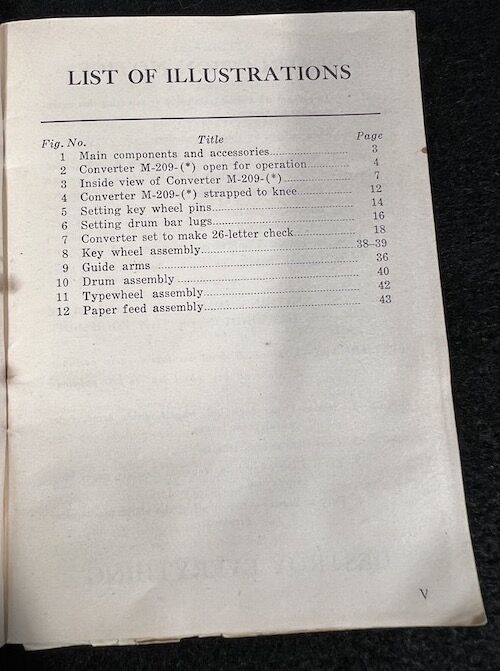 LIST OF ILLUSTRATIONS
Fig. No. Title Page
1 Main components and accessories 3
2 Converter M-209-(*) open for operation 4
3 Inside view of Converter M-209-(*) 7
4 Converter M-209-(*) strapped to knee 12
5 Setting key wheel pins 14
6 Setting drum bar lugs 16
7 Converter set to make 26-letter check 18
8 Key wheel assembly 38–39
9 Guide arms 36
10 Drum assembly 40
11 Typewheel assembly 42
12 Paper feed assembly 43
DESTROY EVERYTHING
V